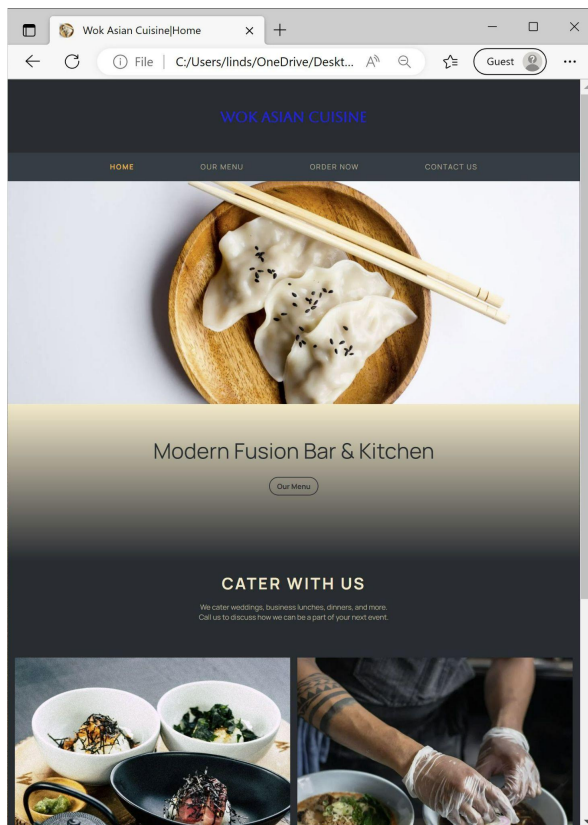 Wok Asian Cuisine|Home
File | C:/Users/linds/OneDrive/Deskt... A
Guest
WOK ASIAN CUISINE
HOME OUR MENU ORDER NOW CONTACT US
Modern Fusion Bar & Kitchen
Our Menu
CATER WITH US
We cater weddings, business lunches, dinners, and more.
Call us to discuss how we can be a part of your next event.